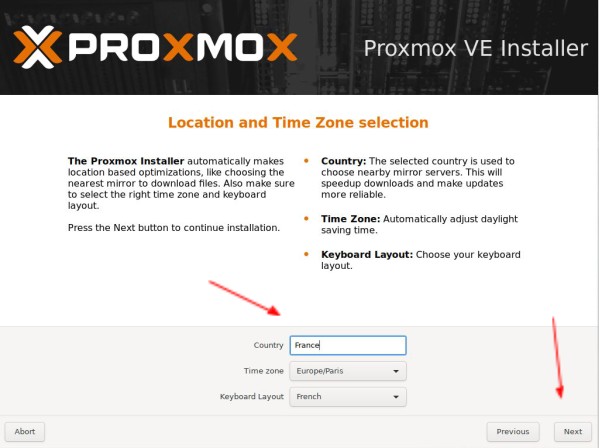 PROXMOX
Proxmox VE Installer
Location and Time Zone selection
The Proxmox Installer automatically makes
location based optimizations, like choosing the
nearest mirror to download files. Also make sure
to select the right time zone and keyboard
layout.
Press the Next button to continue installation.
• Country: The selected country is used to
choose nearby mirror servers. This will
speedup downloads and make updates
more reliable.
• Time Zone: Automatically adjust daylight
saving time.
• Keyboard Layout: Choose your keyboard
layout.
Country France
Time zone Europe/Paris
Keyboard Layout French
Abort Previous Next